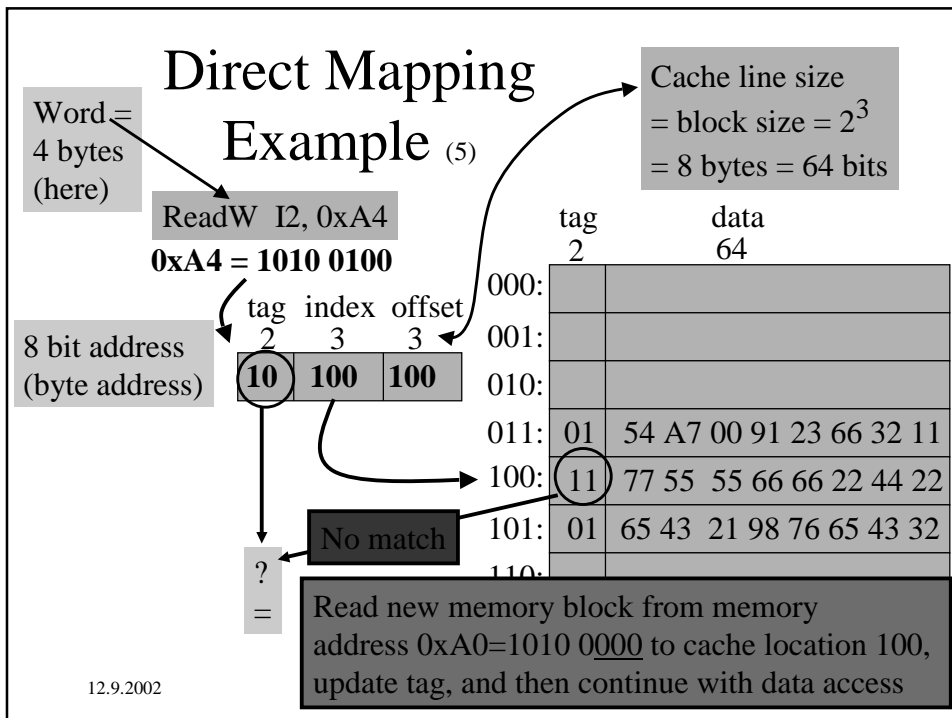 Direct Mapping
Example (5)
Word =
4 bytes
(here)
Cache line size
= block size = 2^3
= 8 bytes = 64 bits
ReadW I2, 0xA4
0xA4 = 1010 0100
8 bit address
(byte address)
tag index offset
2 3 3
10 100 100
tag data
2 64
000:
001:
010:
011: 01 54 A7 00 91 23 66 32 11
100: 11 77 55 55 66 66 22 44 22
101: 01 65 43 21 98 76 65 43 32
110:
No match
?
=
Read new memory block from memory
address 0xA0=1010 0000 to cache location 100,
update tag, and then continue with data access
12.9.2002